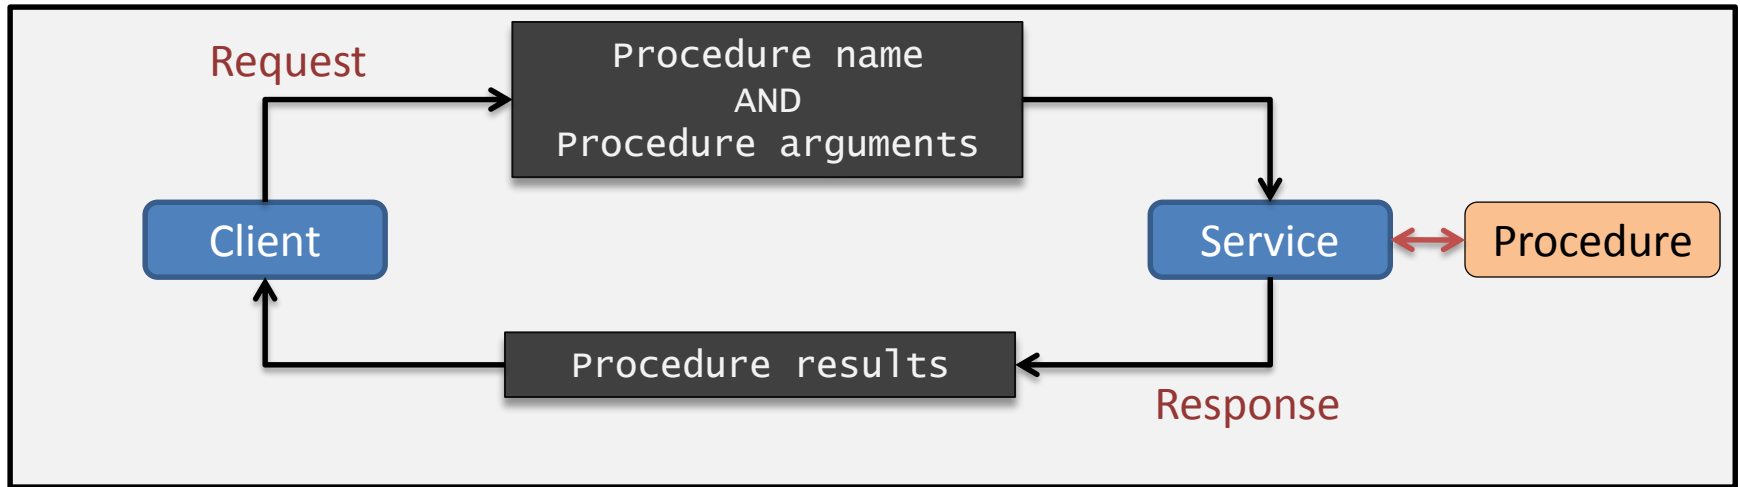 Request
Procedure name
AND
Procedure arguments
Client
Service
Procedure
Procedure results
Response